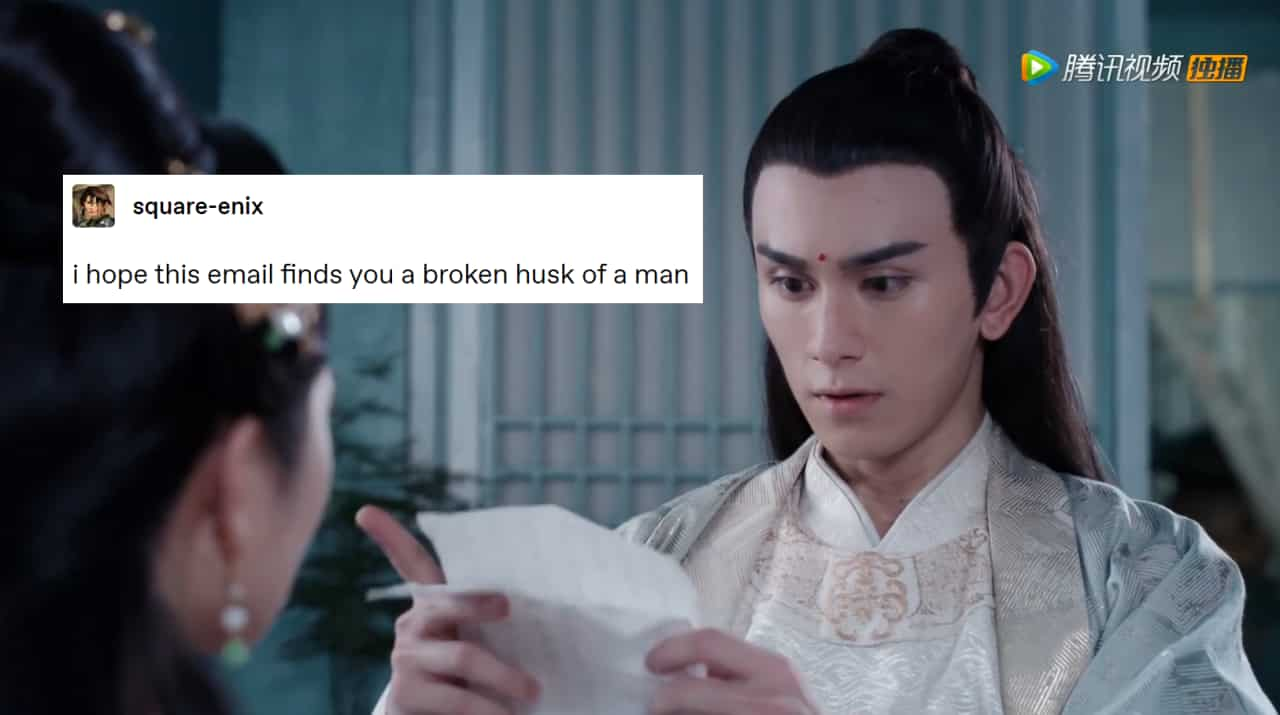 腾讯视频 独播
square-enix
i hope this email finds you a broken husk of a man